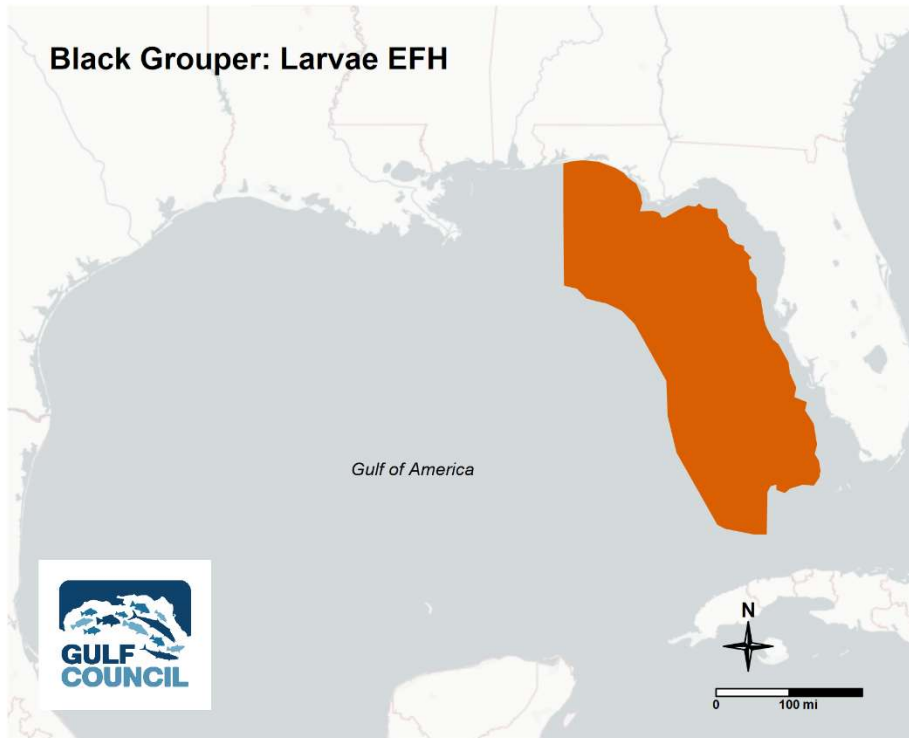 Black Grouper: Larvae EFH
Gulf of America
GULF
COUNCIL
N
0 100 mi